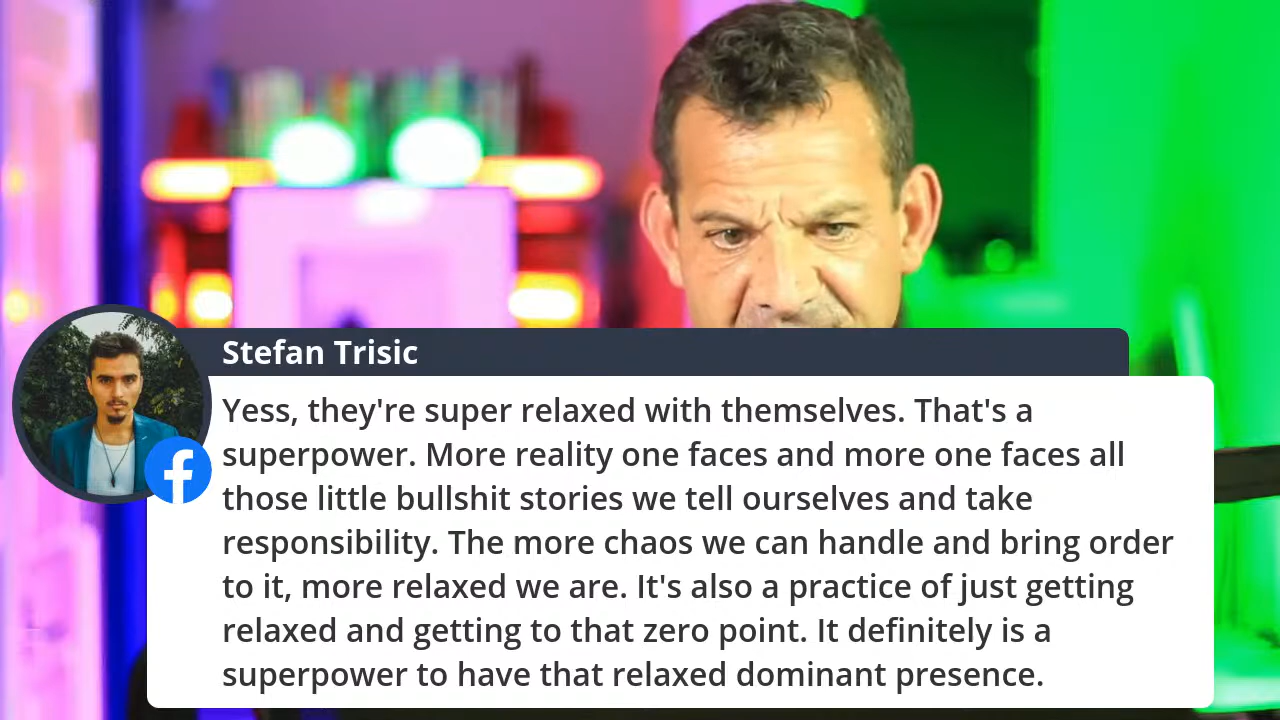 Stefan Trisic
Yess, they're super relaxed with themselves. That's a
superpower. More reality one faces and more one faces all
those little bullshit stories we tell ourselves and take
responsibility. The more chaos we can handle and bring order
to it, more relaxed we are. It's also a practice of just getting
relaxed and getting to that zero point. It definitely is a
superpower to have that relaxed dominant presence.